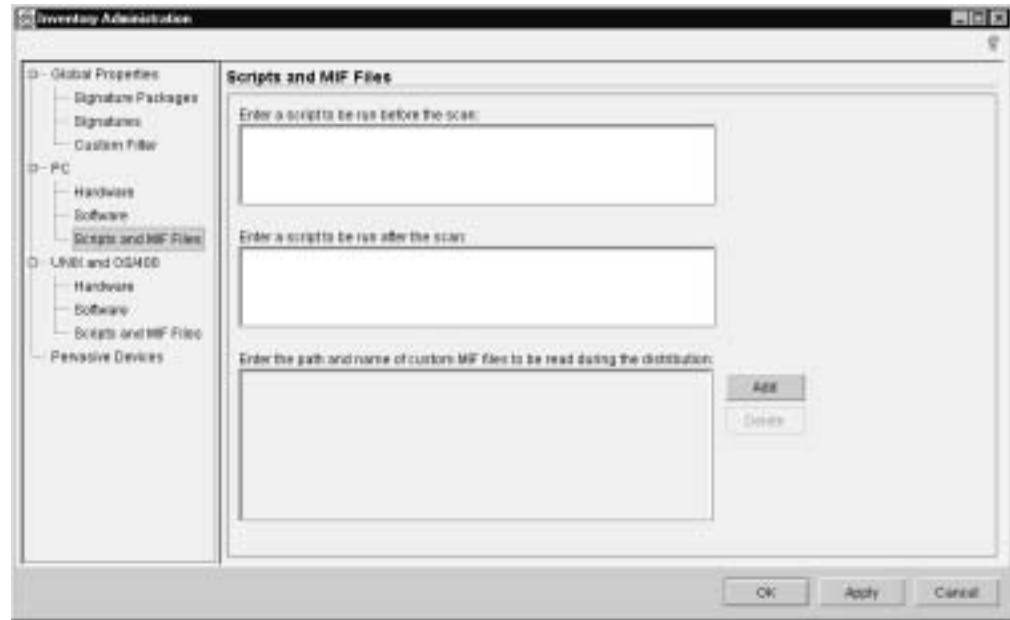 Inventory Administration
Global Properties
Signature Packages
Signatures
Custom Filter
PC
Hardware
Software
Scripts and MIF Files
UNIX and OS/400
Hardware
Software
Scripts and MIF Files
Pervasive Devices
Scripts and MIF Files
Enter a script to be run before the scan:
Enter a script to be run after the scan:
Enter the path and name of custom MIF files to be read during the distribution:
Add
Delete
OK
Apply
Cancel